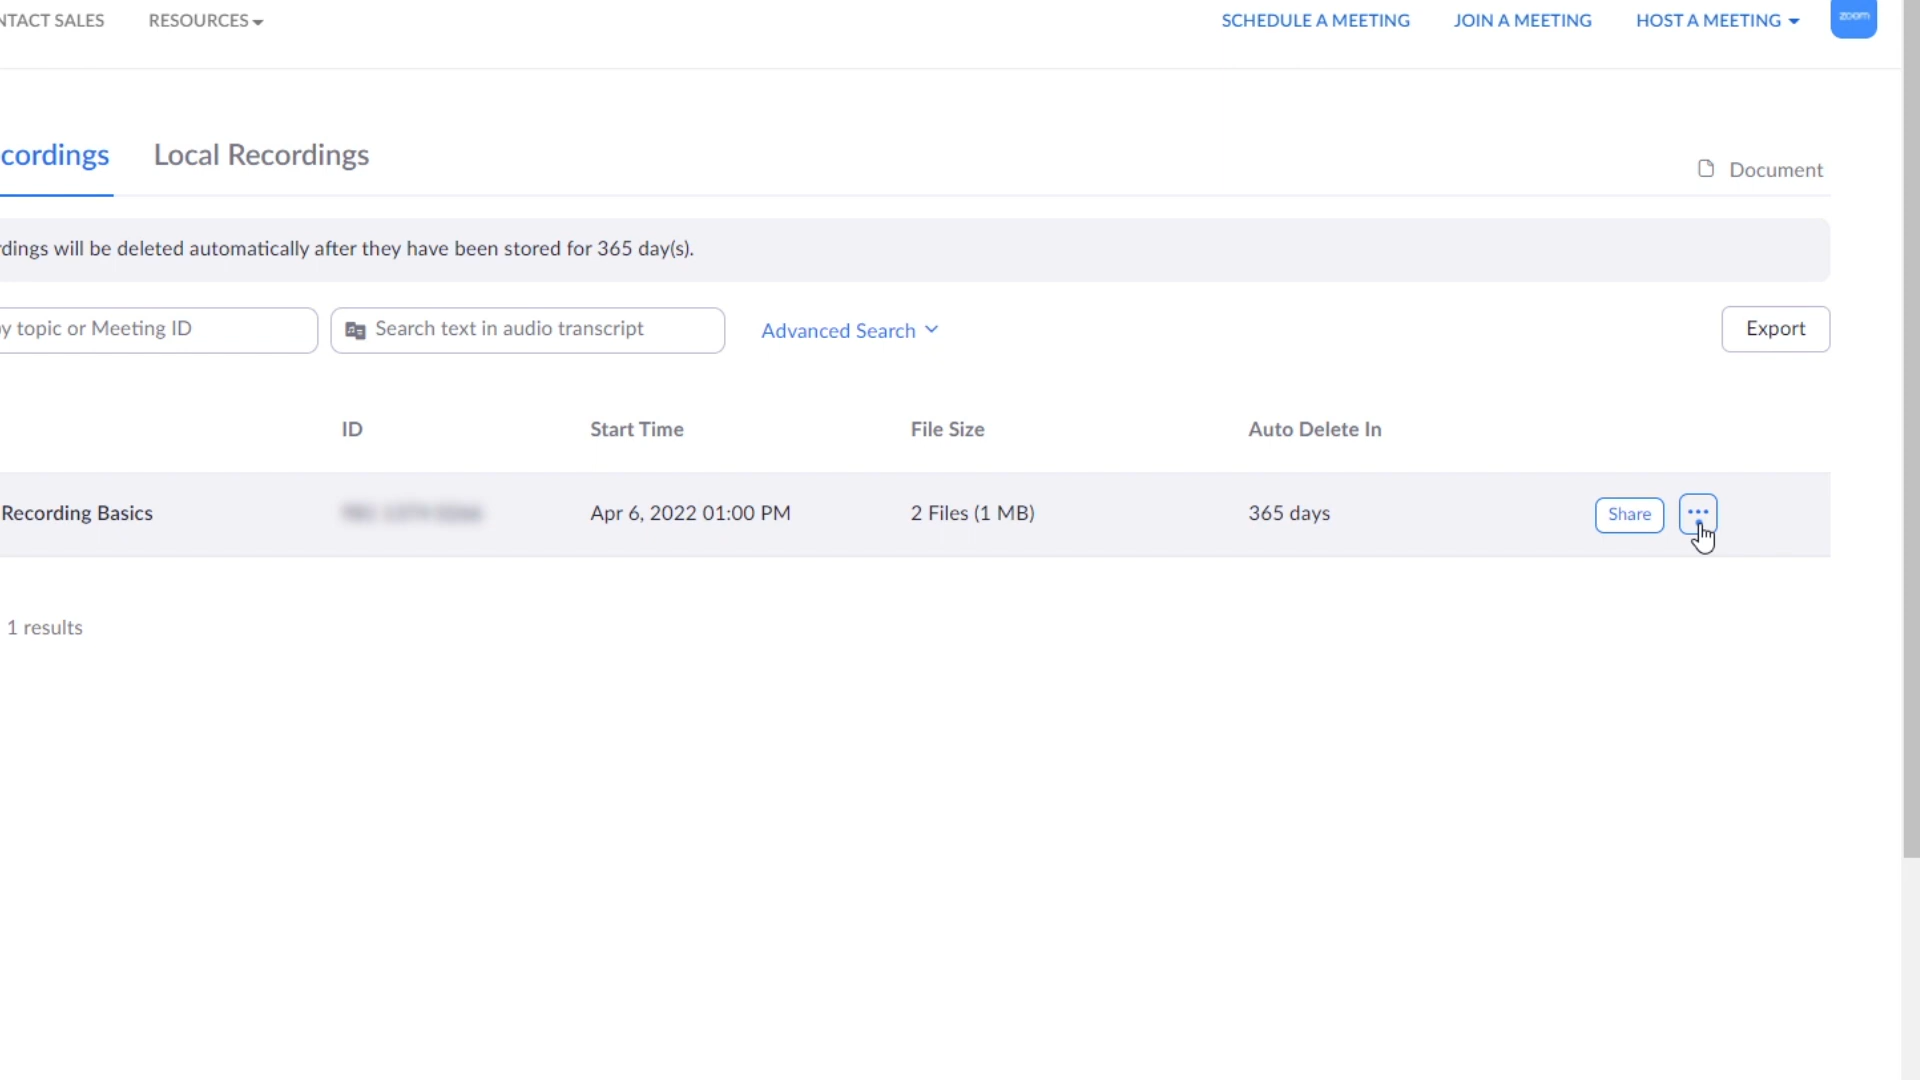 NTACT SALES
RESOURCES
SCHEDULE A MEETING
JOIN A MEETING
HOST A MEETING
zoom
cordings
Local Recordings
Document
rdings will be deleted automatically after they have been stored for 365 day(s).
y topic or Meeting ID
Search text in audio transcript
Advanced Search
Export
ID
Start Time
File Size
Auto Delete In
Recording Basics
Apr 6, 2022 01:00 PM
2 Files (1 MB)
365 days
Share
1 results